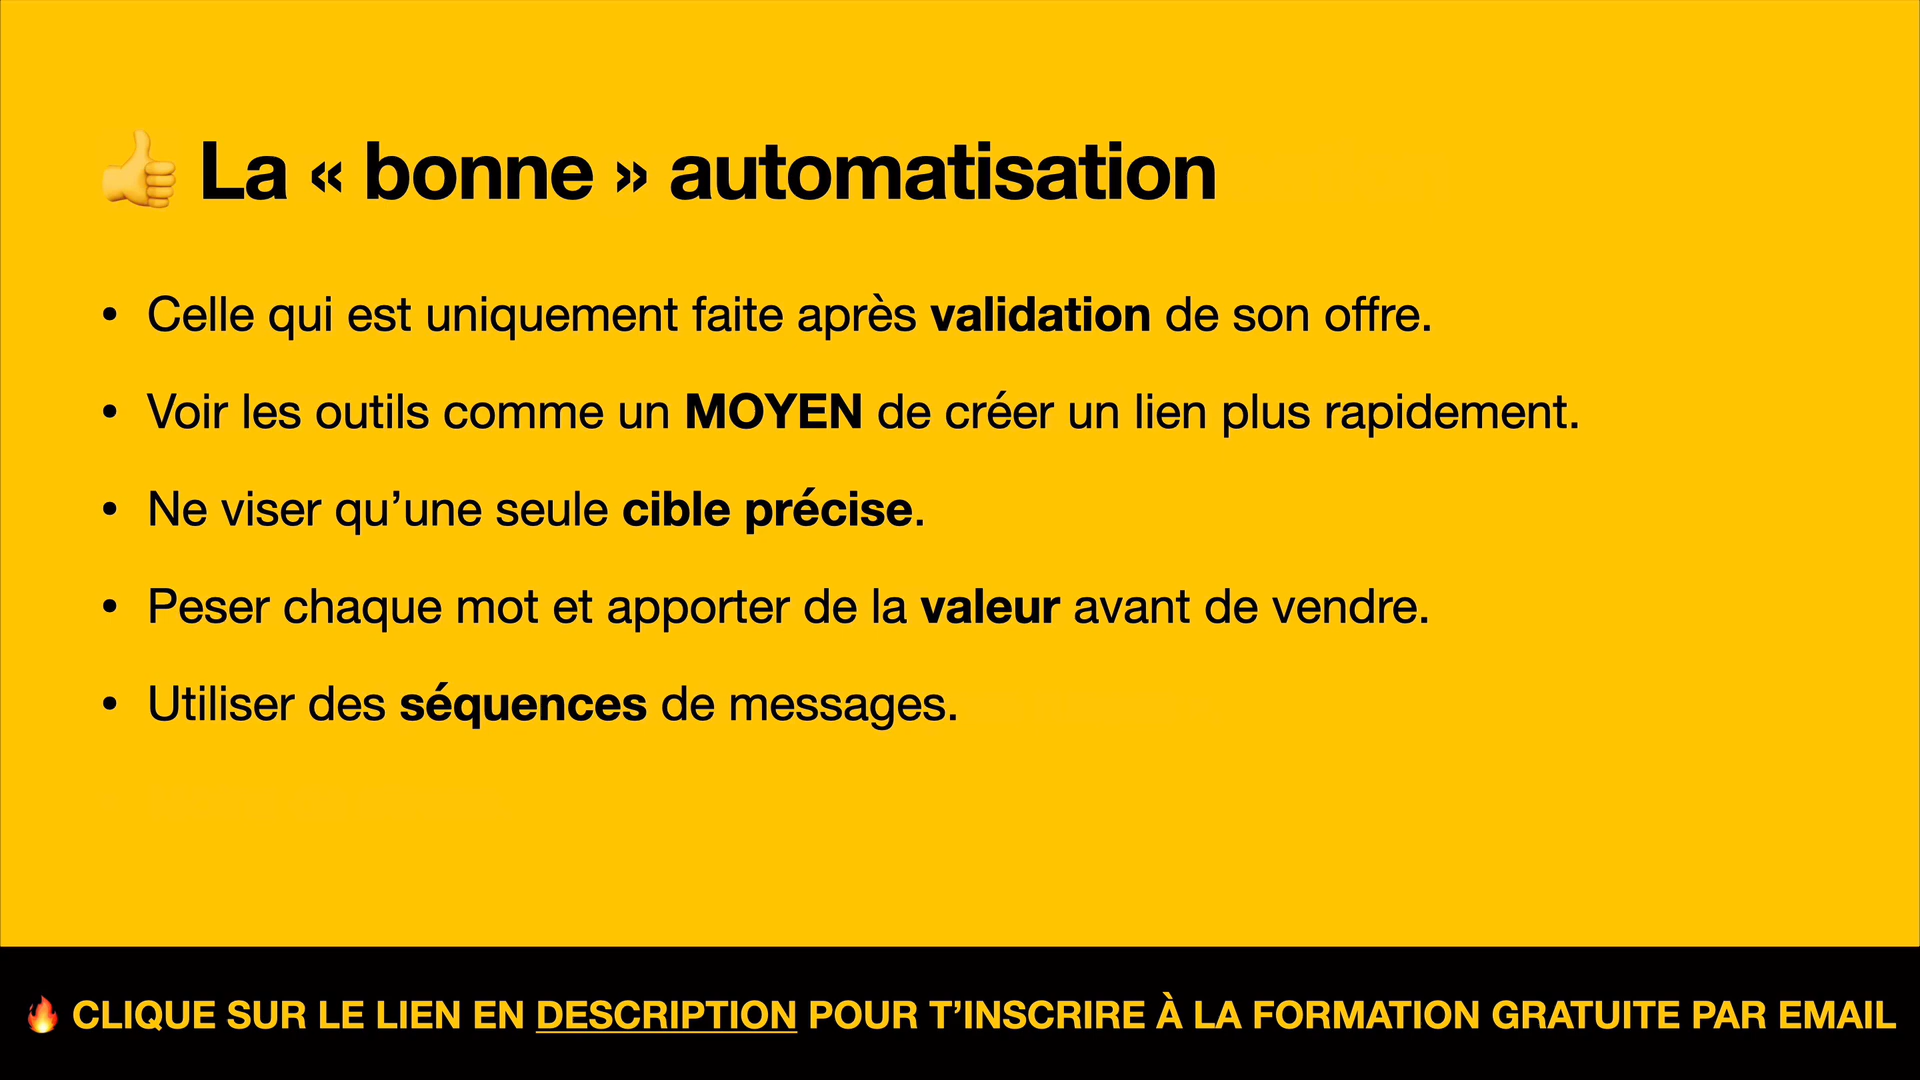 👍 La « bonne » automatisation
• Celle qui est uniquement faite après validation de son offre.
• Voir les outils comme un MOYEN de créer un lien plus rapidement.
• Ne viser qu’une seule cible précise.
• Peser chaque mot et apporter de la valeur avant de vendre.
• Utiliser des séquences de messages.
🔥 CLIQUE SUR LE LIEN EN DESCRIPTION POUR T’INSCRIRE À LA FORMATION GRATUITE PAR EMAIL